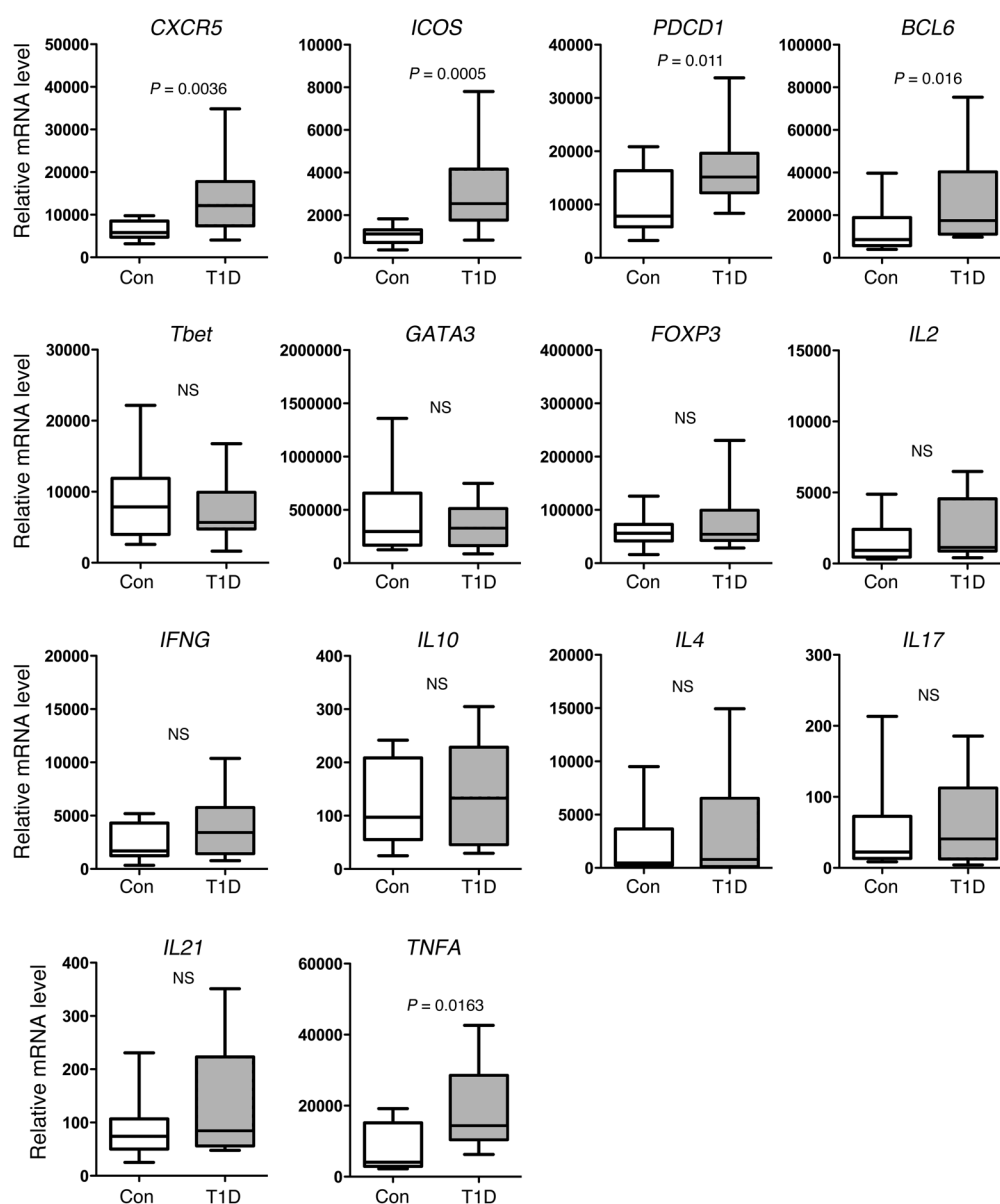 CXCR5
ICOS
PDCD1
BCL6
Relative mRNA level
50000
40000
30000
20000
10000
0
P = 0.0036
Con
T1D
10000
8000
6000
4000
2000
0
P = 0.0005
Con
T1D
40000
30000
20000
10000
0
P = 0.011
Con
T1D
100000
80000
60000
40000
20000
0
P = 0.016
Con
T1D
Tbet
GATA3
FOXP3
IL2
Relative mRNA level
30000
20000
10000
0
NS
Con
T1D
2000000
1500000
1000000
500000
0
NS
Con
T1D
400000
300000
200000
100000
0
NS
Con
T1D
15000
10000
5000
0
NS
Con
T1D
IFNG
IL10
IL4
IL17
Relative mRNA level
20000
15000
10000
5000
0
NS
Con
T1D
400
300
200
100
0
NS
Con
T1D
20000
15000
10000
5000
0
NS
Con
T1D
300
200
100
0
NS
Con
T1D
IL21
TNFA
Relative mRNA level
400
300
200
100
0
NS
Con
T1D
60000
40000
20000
0
P = 0.0163
Con
T1D